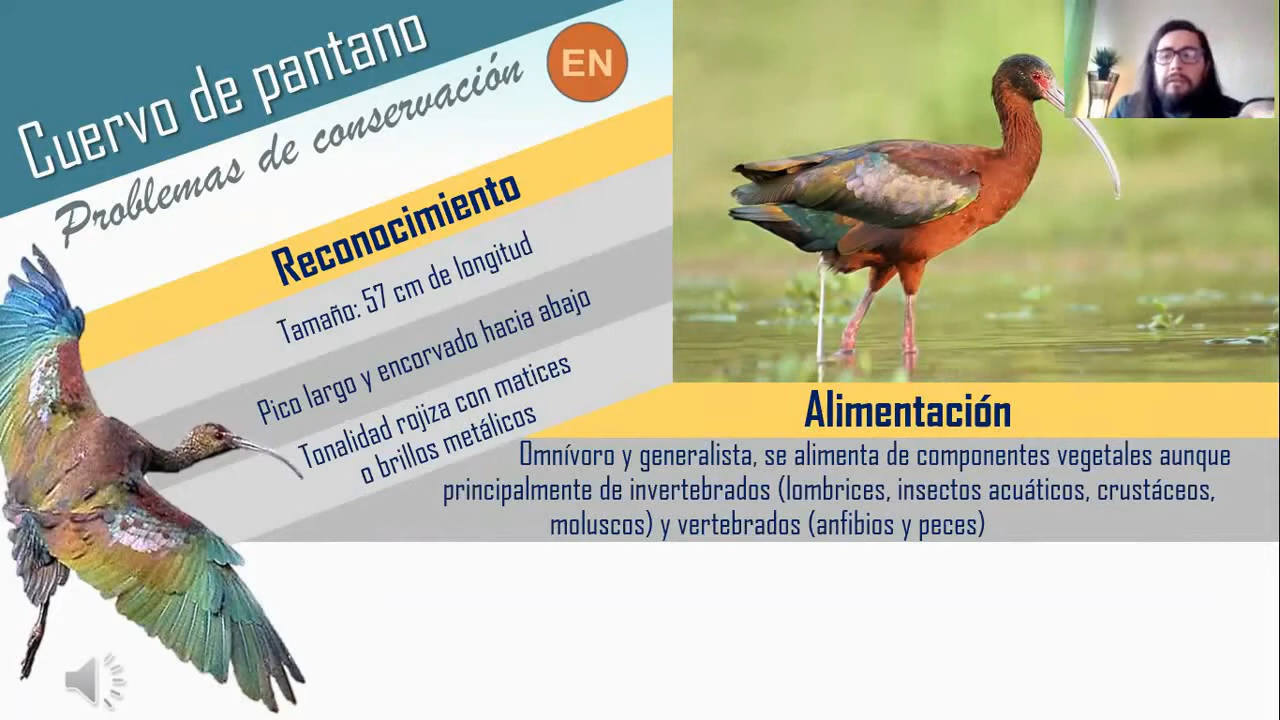 Cuervo de pantano
Problemas de conservación
EN
Reconocimiento
Tamaño: 57 cm de longitud
Pico largo y encorvado hacia abajo
Tonalidad rojiza con matices
o brillos metálicos
Alimentación
Omnívoro y generalista, se alimenta de componentes vegetales aunque
principalmente de invertebrados (lombrices, insectos acuáticos, crustáceos,
moluscos) y vertebrados (anfibios y peces)